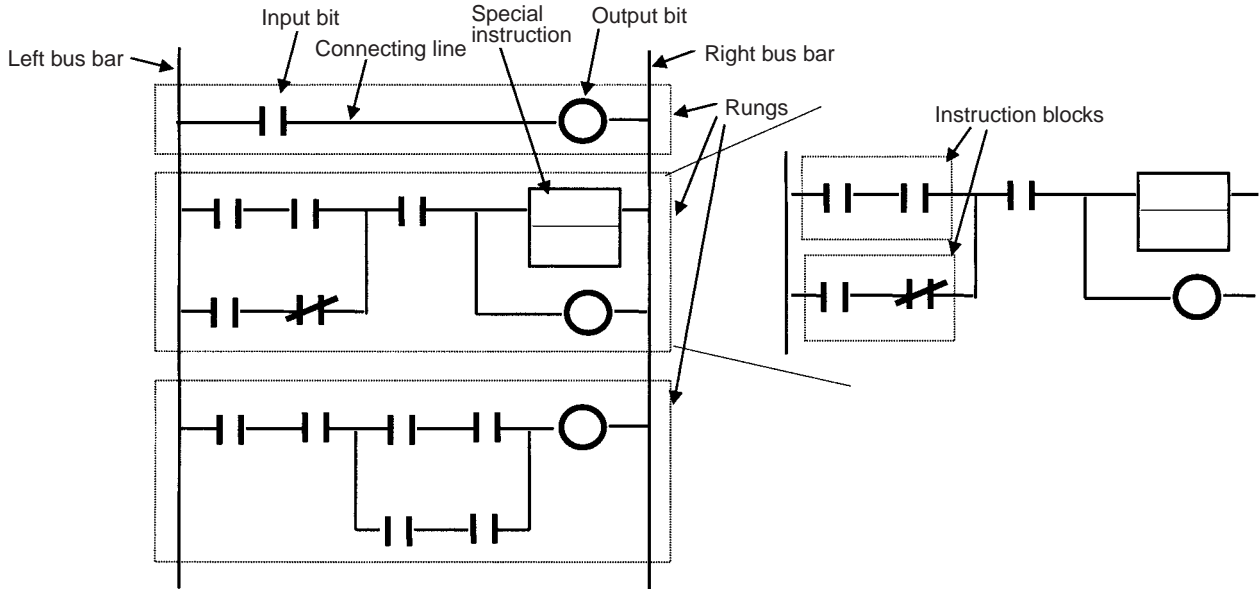 Left bus bar
Input bit
Connecting line
Special
instruction
Output bit
Right bus bar
Rungs
Instruction blocks